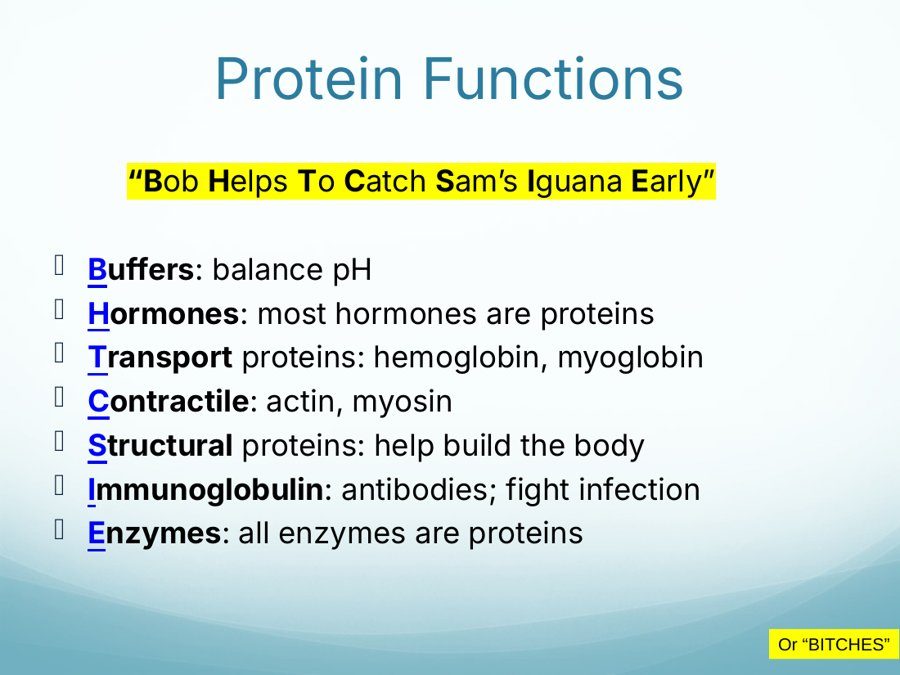 Protein Functions
“Bob Helps To Catch Sam’s Iguana Early”
Buffers: balance pH
Hormones: most hormones are proteins
Transport proteins: hemoglobin, myoglobin
Contractile: actin, myosin
Structural proteins: help build the body
Immunoglobulin: antibodies; fight infection
Enzymes: all enzymes are proteins
Or “BITCHES”